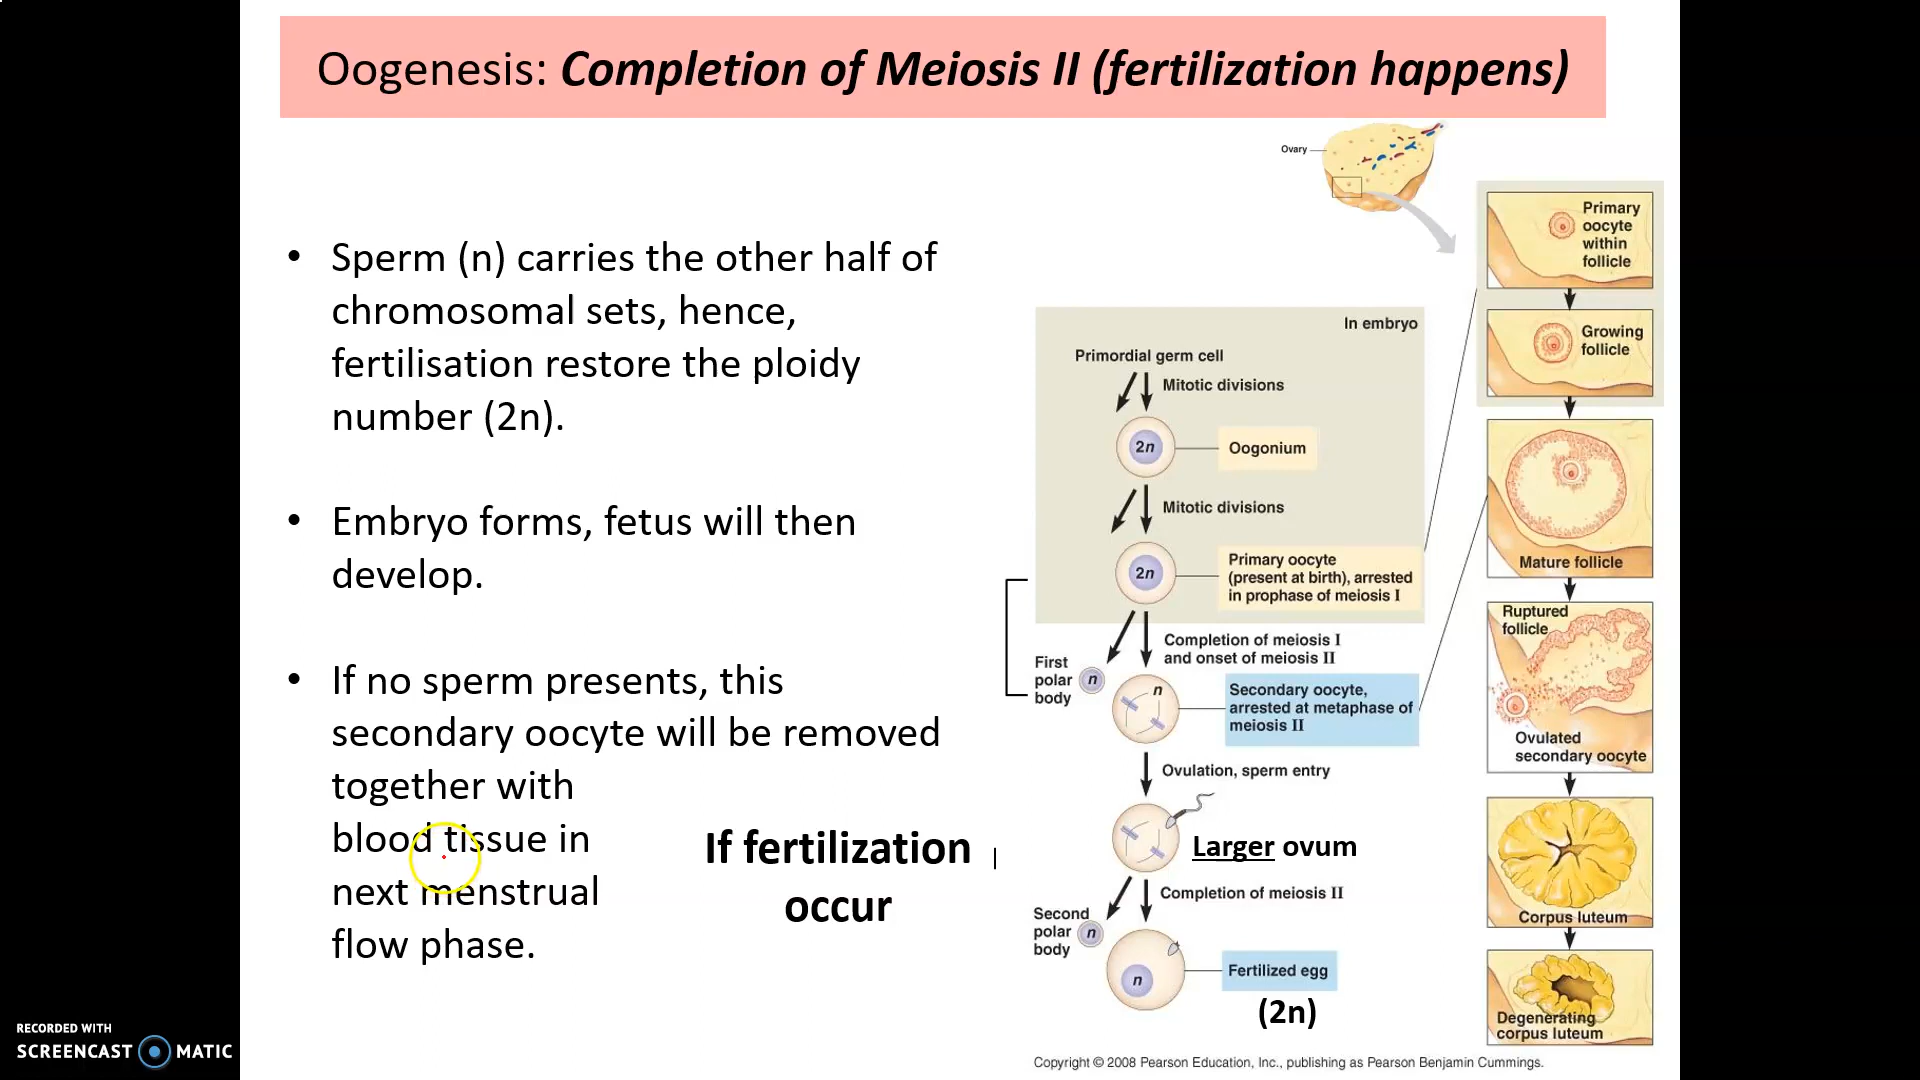 Oogenesis: Completion of Meiosis II (fertilization happens)
• Sperm (n) carries the other half of
chromosomal sets, hence,
fertilisation restore the ploidy
number (2n).
• Embryo forms, fetus will then
develop.
• If no sperm presents, this
secondary oocyte will be removed
together with
blood tissue in
next menstrual
flow phase.
If fertilization
occur
Ovary
In embryo
Primordial germ cell
Mitotic divisions
2n
Oogonium
Mitotic divisions
2n
Primary oocyte
(present at birth), arrested
in prophase of meiosis I
Completion of meiosis I
and onset of meiosis II
First
polar
body
n
n
Secondary oocyte,
arrested at metaphase of
meiosis II
Ovulation, sperm entry
Larger ovum
Completion of meiosis II
Second
polar
body
n
n
Fertilized egg
(2n)
Primary
oocyte
within
follicle
Growing
follicle
Mature follicle
Ruptured
follicle
Ovulated
secondary oocyte
Corpus luteum
Degenerating
corpus luteum
Copyright © 2008 Pearson Education, Inc., publishing as Pearson Benjamin Cummings.
RECORDED WITH
SCREENCAST MATIC